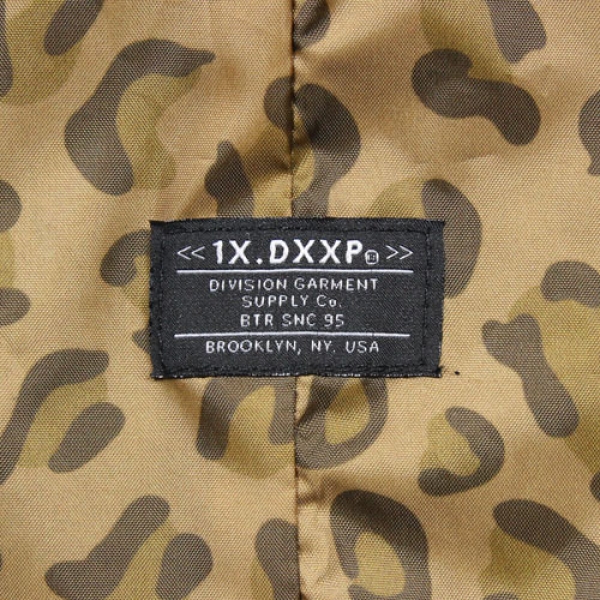 << 1X.DXXP >>
DIVISION GARMENT
SUPPLY Co.
BTR SNC 95
BROOKLYN, NY. USA